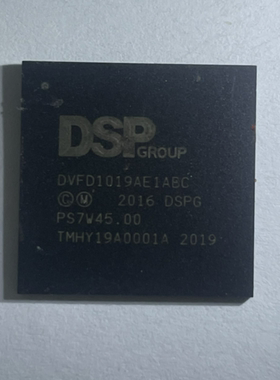 DSP GROUP
DVFD1019AE1ABC
Ⓒ Ⓜ 2016 DSPG
PS7W45.00
TMHY19A0001A 2019